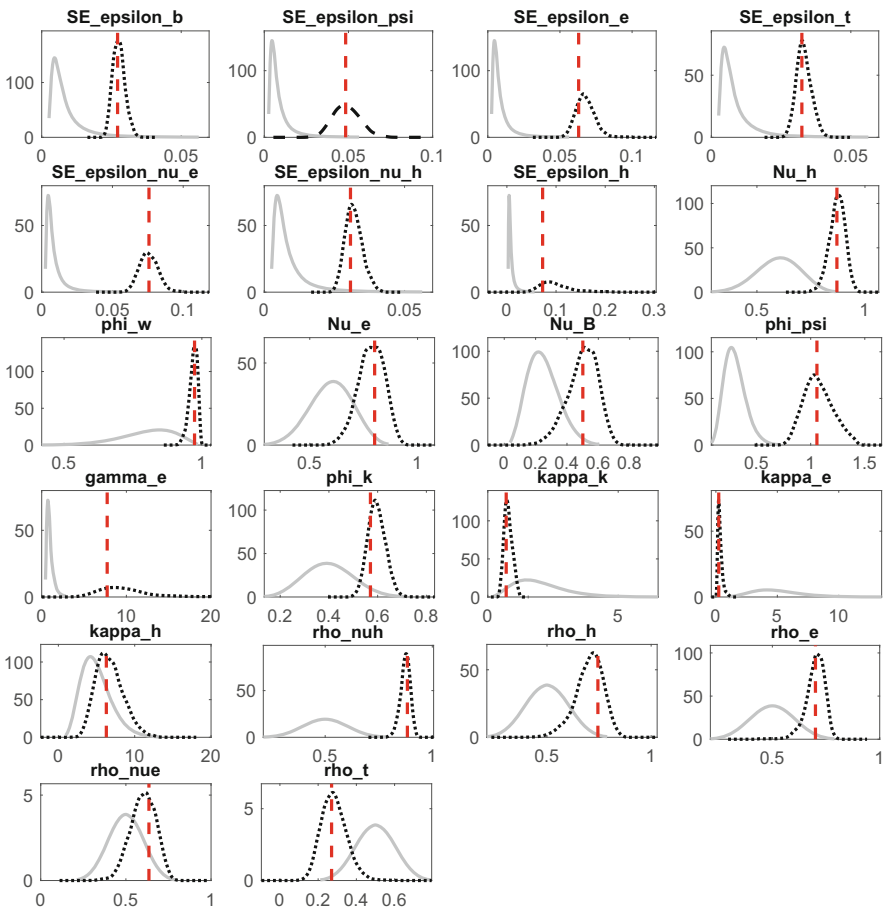 SE_epsilon_b SE_epsilon_psi SE_epsilon_e SE_epsilon_t
100 0 0 0.05
100 0 0 0.05 0.1
100 0 0 0.05 0.1
50 0 0 0.05
SE_epsilon_nu_e SE_epsilon_nu_h SE_epsilon_h Nu_h
50 0 0 0.05 0.1
50 0 0 0.05
50 0 0 0.1 0.2 0.3
100 50 0 0.5 1
phi_w Nu_e Nu_B phi_psi
100 50 0 0.5 1
50 0 0.5 1
100 50 0 0 0.2 0.4 0.6 0.8
100 50 0 0.5 1 1.5
gamma_e phi_k kappa_k kappa_e
50 0 0 10 20
100 50 0 0.2 0.4 0.6 0.8
100 50 0 0 5
50 0 0 5 10
kappa_h rho_nuh rho_h rho_e
100 50 0 0 10 20
50 0 0.5 1
50 0 0.5 1
100 50 0 0.5 1
rho_nue rho_t
5 0 0 0.5 1
5 0 0 0.2 0.4 0.6